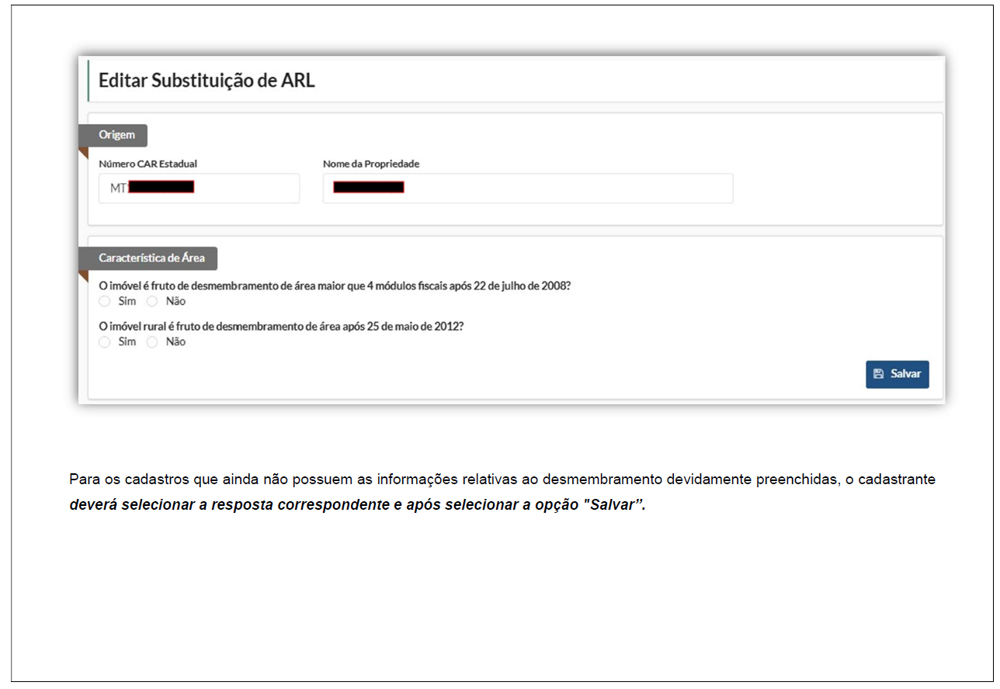 Editar Substituição de ARL
Origem
Número CAR Estadual
Nome da Propriedade
MT
Característica de Área
O imóvel é fruto de desmembramento de área maior que 4 módulos fiscais após 22 de julho de 2008?
Sim Não
O imóvel rural é fruto de desmembramento de área após 25 de maio de 2012?
Sim Não
Salvar
Para os cadastros que ainda não possuem as informações relativas ao desmembramento devidamente preenchidas, o cadastrante
deverá selecionar a resposta correspondente e após selecionar a opção "Salvar”.